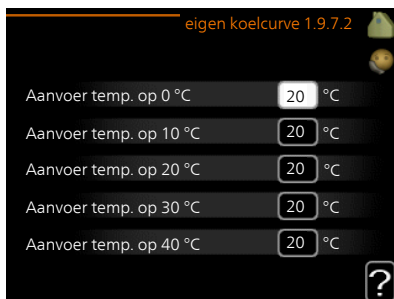 eigen koelcurve 1.9.7.2
Aanvoer temp. op 0 °C 20 °C
Aanvoer temp. op 10 °C 20 °C
Aanvoer temp. op 20 °C 20 °C
Aanvoer temp. op 30 °C 20 °C
Aanvoer temp. op 40 °C 20 °C
?